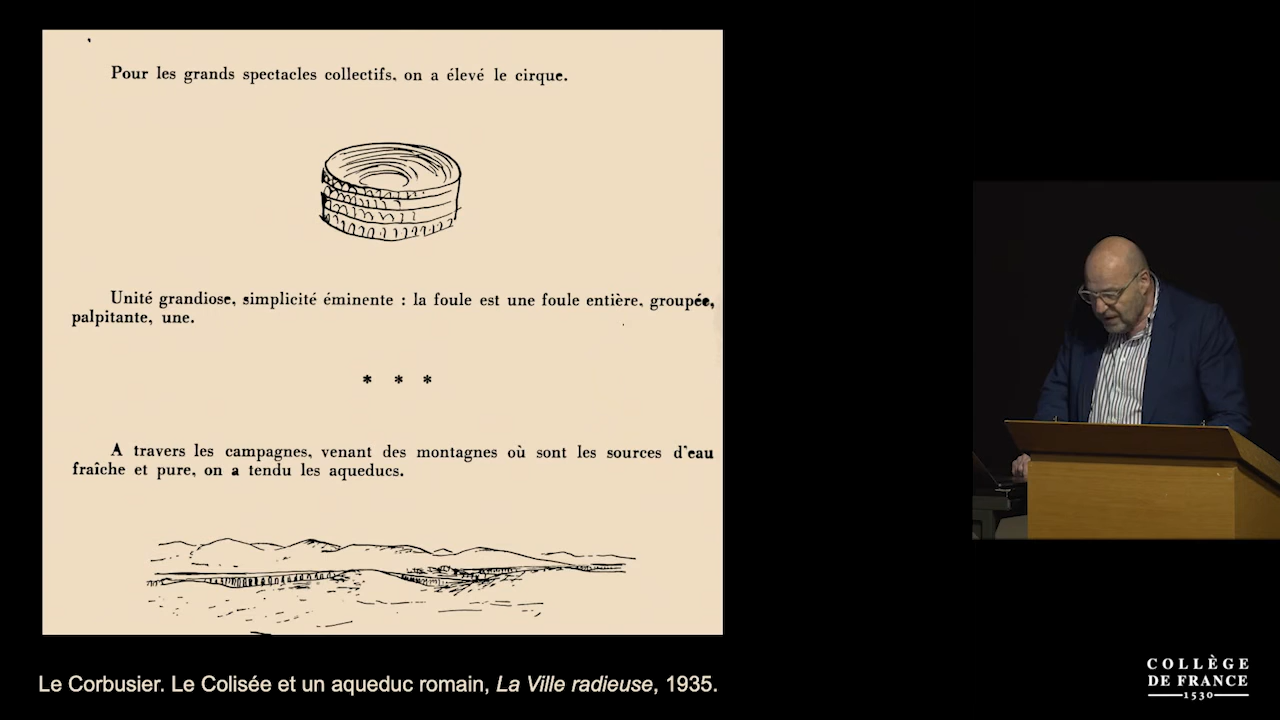 Pour les grands spectacles collectifs, on a élevé le cirque.
Unité grandiose, simplicité éminente : la foule est une foule entière, groupée,
palpitante, une.
* * *
A travers les campagnes, venant des montagnes où sont les sources d'eau
fraîche et pure, on a tendu les aqueducs.
Le Corbusier. Le Colisée et un aqueduc romain, La Ville radieuse, 1935.
COLLÈGE
DE FRANCE
1530